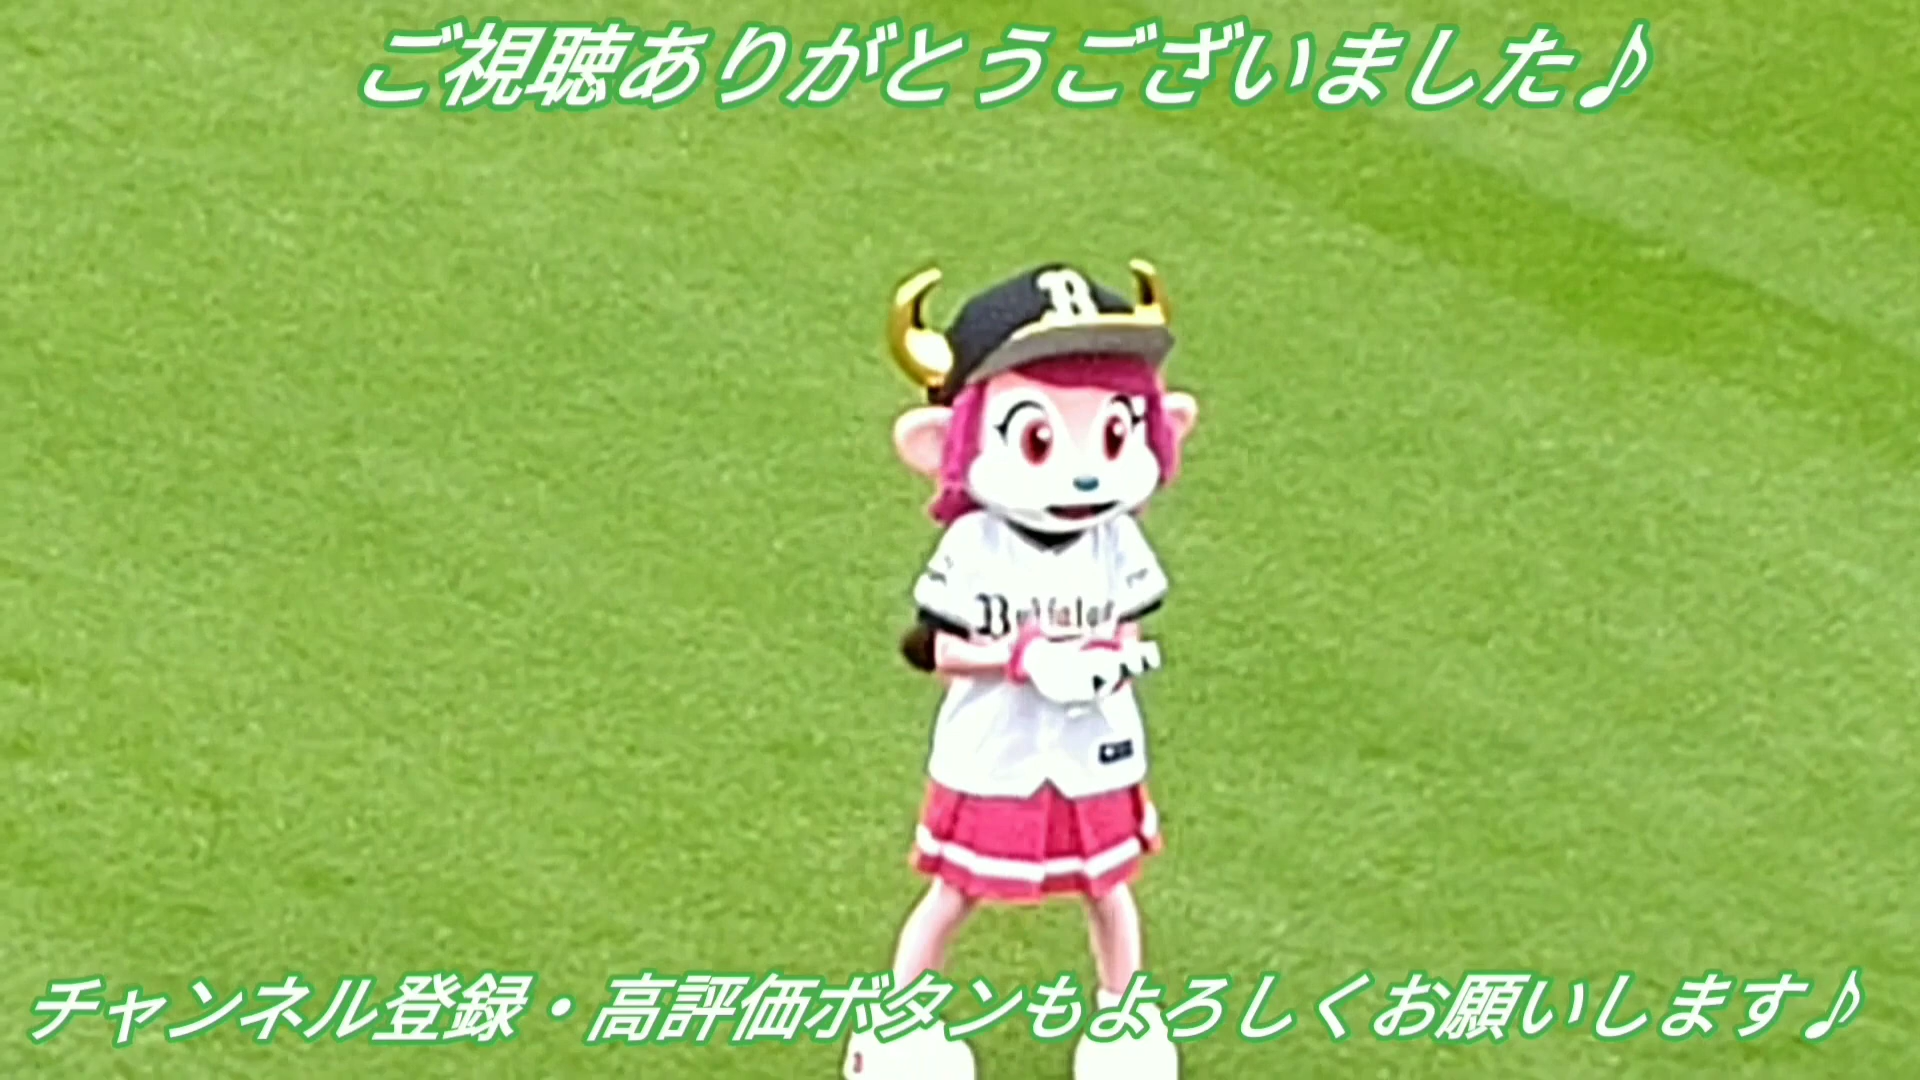 ご視聴ありがとうございました♪
B
Buffaloes
チャンネル登録・高評価ボタンもよろしくお願いします♪